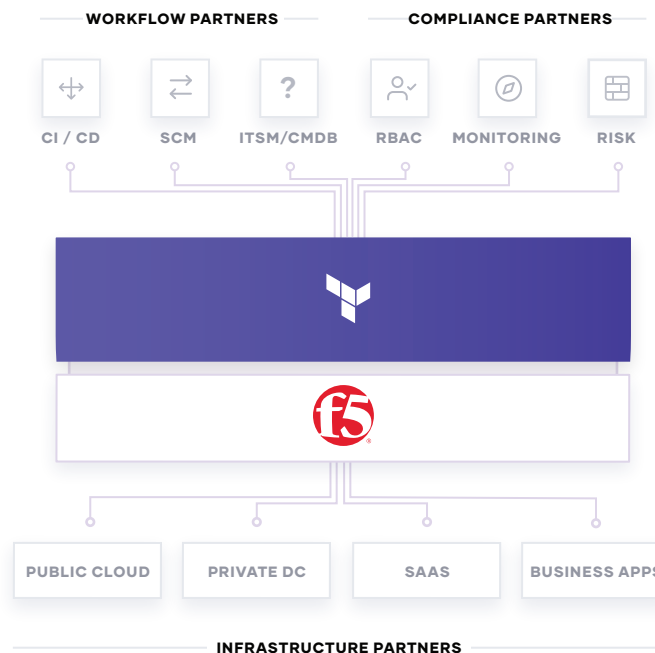 WORKFLOW PARTNERS
COMPLIANCE PARTNERS
?
CI / CD
SCM
ITSM/CMDB
RBAC
MONITORING
RISK
f5
®
PUBLIC CLOUD
PRIVATE DC
SAAS
BUSINESS APPS
INFRASTRUCTURE PARTNERS